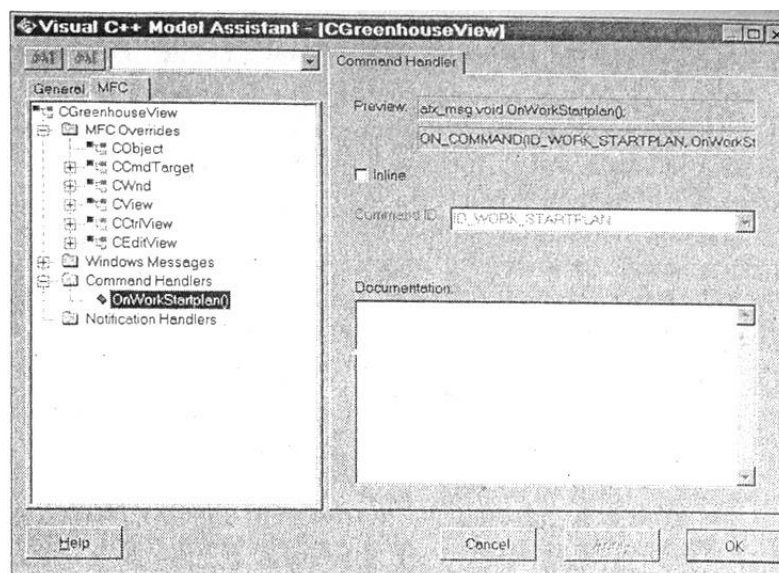 Visual C++ Model Assistant - [CGreenhouseView]
General MFC
CGreenhouseView
MFC Overrides
CObject
CCmdTarget
CWnd
CView
CCtrlView
CEditView
Windows Messages
Command Handlers
OnWorkStartplan()
Notification Handlers
Command Handler
Preview: afx_msg void OnWorkStartplan();
ON_COMMAND(ID_WORK_STARTPLAN, OnWorkSt
Inline
Command ID: ID_WORK_STARTPLAN
Documentation:
Help
Cancel
OK